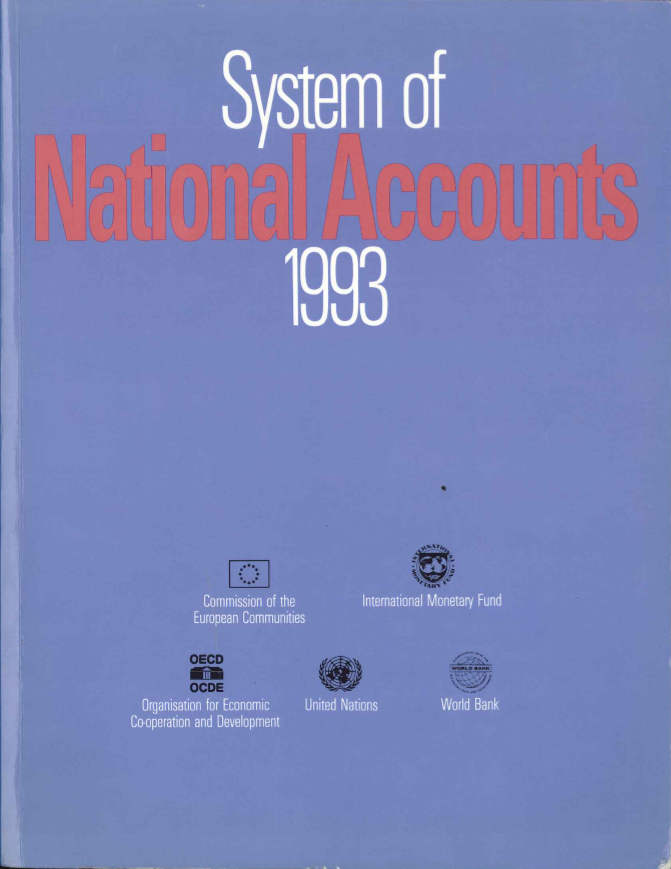 System of
National Accounts
1993
Commission of the
European Communities
INTERNATIONAL MONETARY FUND
International Monetary Fund
OECD
OCDE
Organisation for Economic
Co-operation and Development
United Nations
WORLD BANK
World Bank